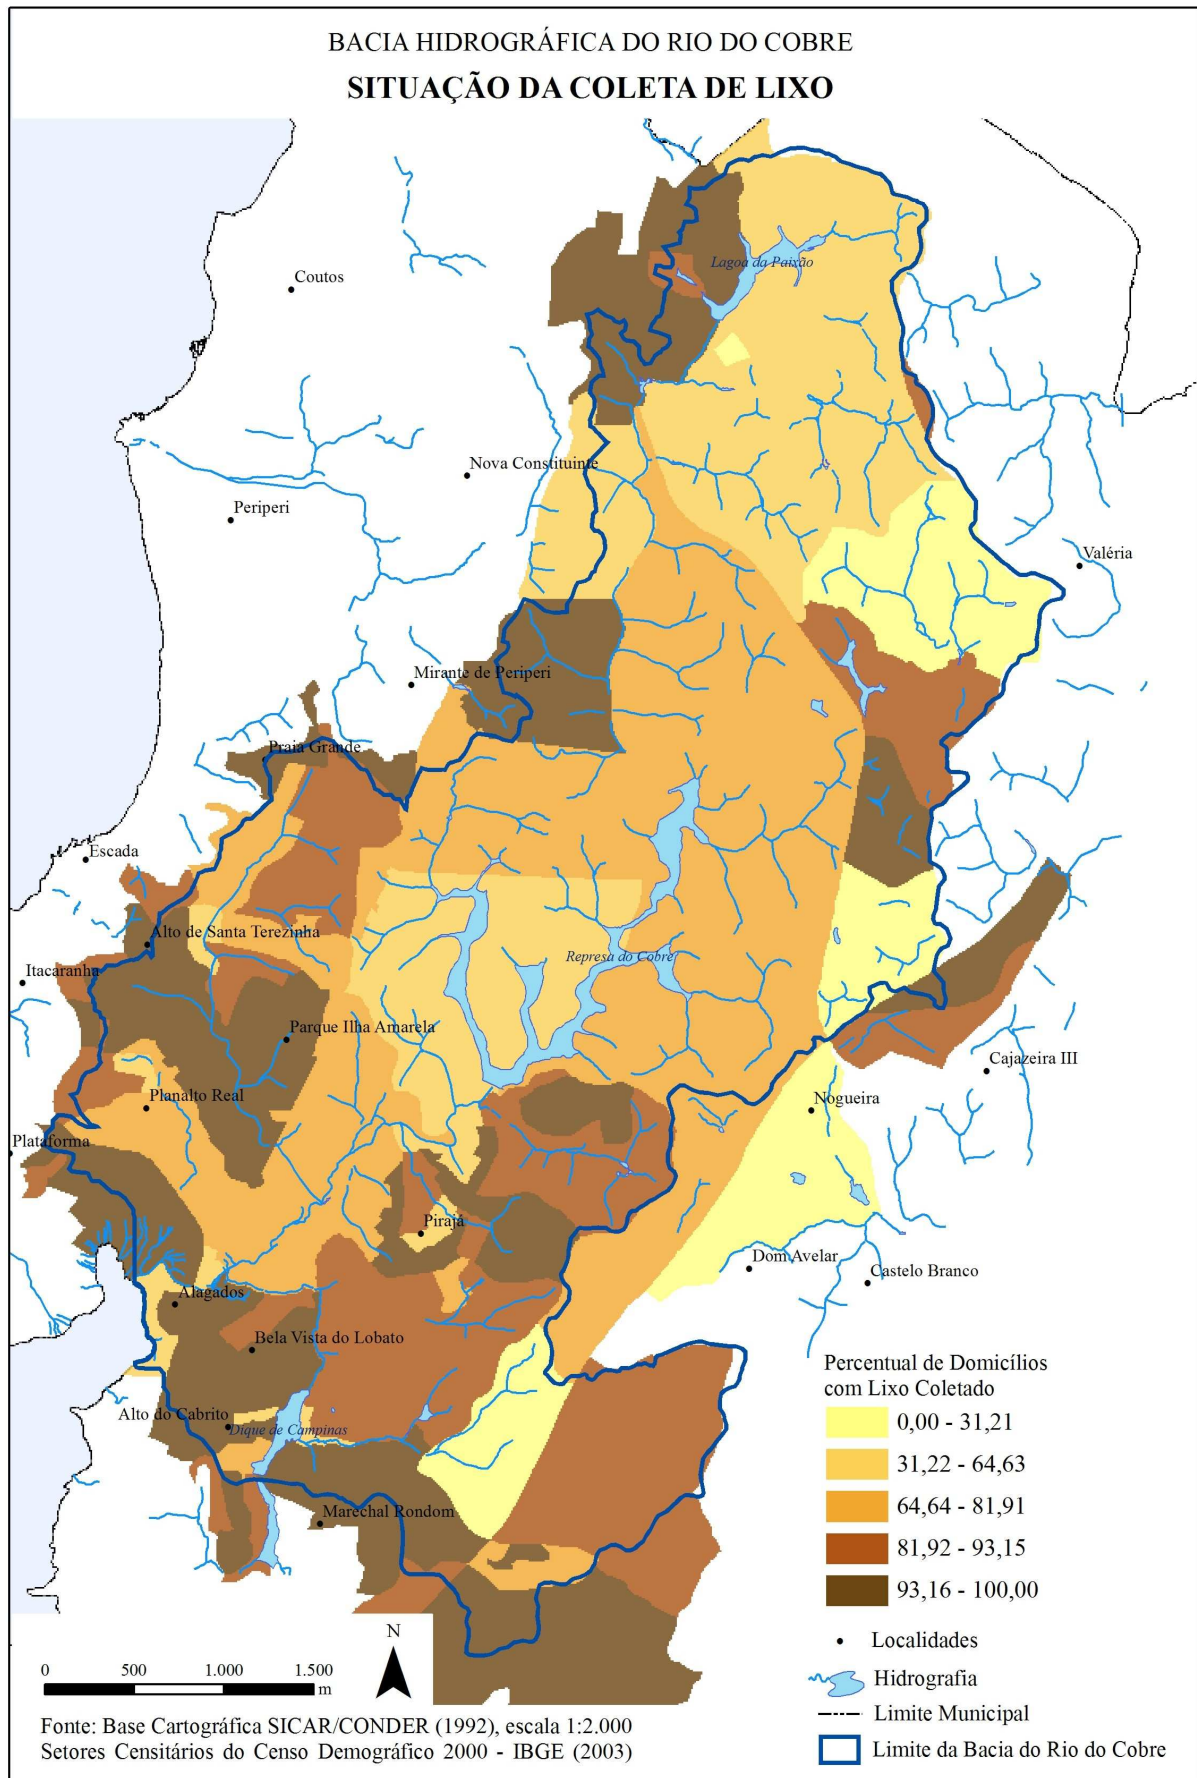 BACIA HIDROGRÁFICA DO RIO DO COBRE
SITUAÇÃO DA COLETA DE LIXO
Lagoa da Paixão
Coutos
Nova Constituinte
Periperi
Valéria
Mirante de Periperi
Praia Grande
Escada
Alto de Santa Terezinha
Represa do Cobre
Itacaranha
Parque Ilha Amarela
Cajazeira III
Planalto Real
Nogueira
Plataforma
Pirajá
Dom Avelar
Castelo Branco
Alagados
Bela Vista do Lobato
Alto do Cabrito
Dique de Campinas
Marechal Rondom
Percentual de Domicílios
com Lixo Coletado
0,00 - 31,21
31,22 - 64,63
64,64 - 81,91
81,92 - 93,15
93,16 - 100,00
Localidades
Hidrografia
Limite Municipal
Limite da Bacia do Rio do Cobre
N
0 500 1.000 1.500
m
Fonte: Base Cartográfica SICAR/CONDER (1992), escala 1:2.000
Setores Censitários do Censo Demográfico 2000 - IBGE (2003)